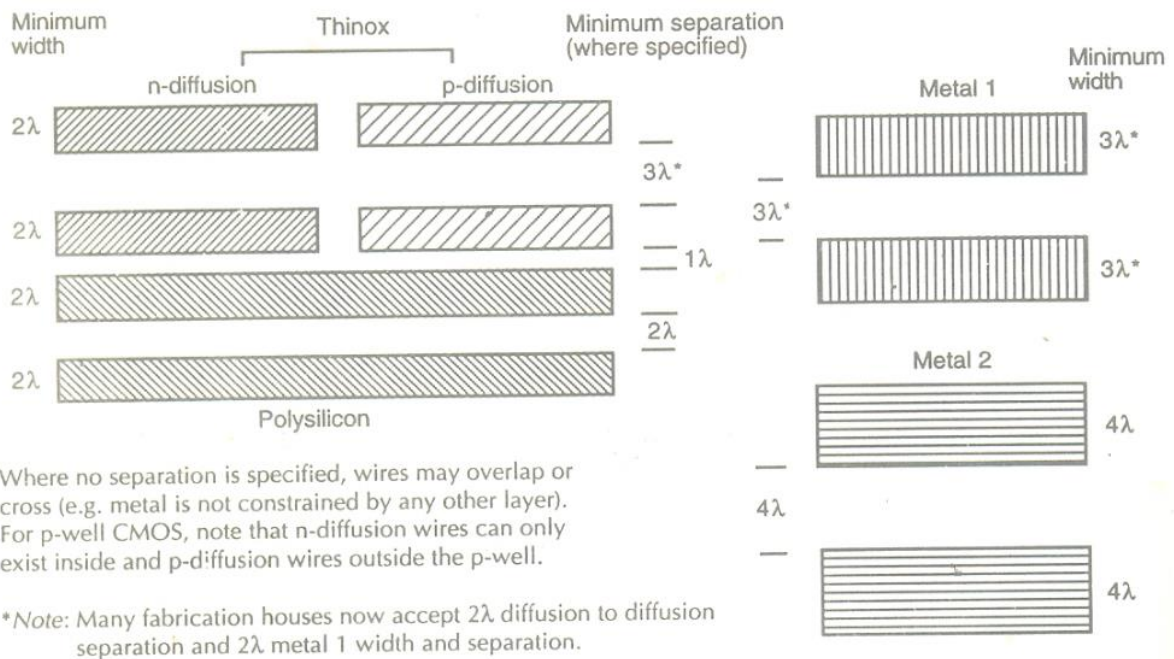 Minimum
width
Thinox
Minimum separation
(where specified)
n-diffusion
p-diffusion
2λ
3λ*
2λ
1λ
2λ
2λ
2λ
Polysilicon
Metal 1
Minimum
width
3λ*
3λ*
3λ*
Metal 2
4λ
4λ
4λ
Where no separation is specified, wires may overlap or
cross (e.g. metal is not constrained by any other layer).
For p-well CMOS, note that n-diffusion wires can only
exist inside and p-diffusion wires outside the p-well.
*Note: Many fabrication houses now accept 2λ diffusion to diffusion
separation and 2λ metal 1 width and separation.